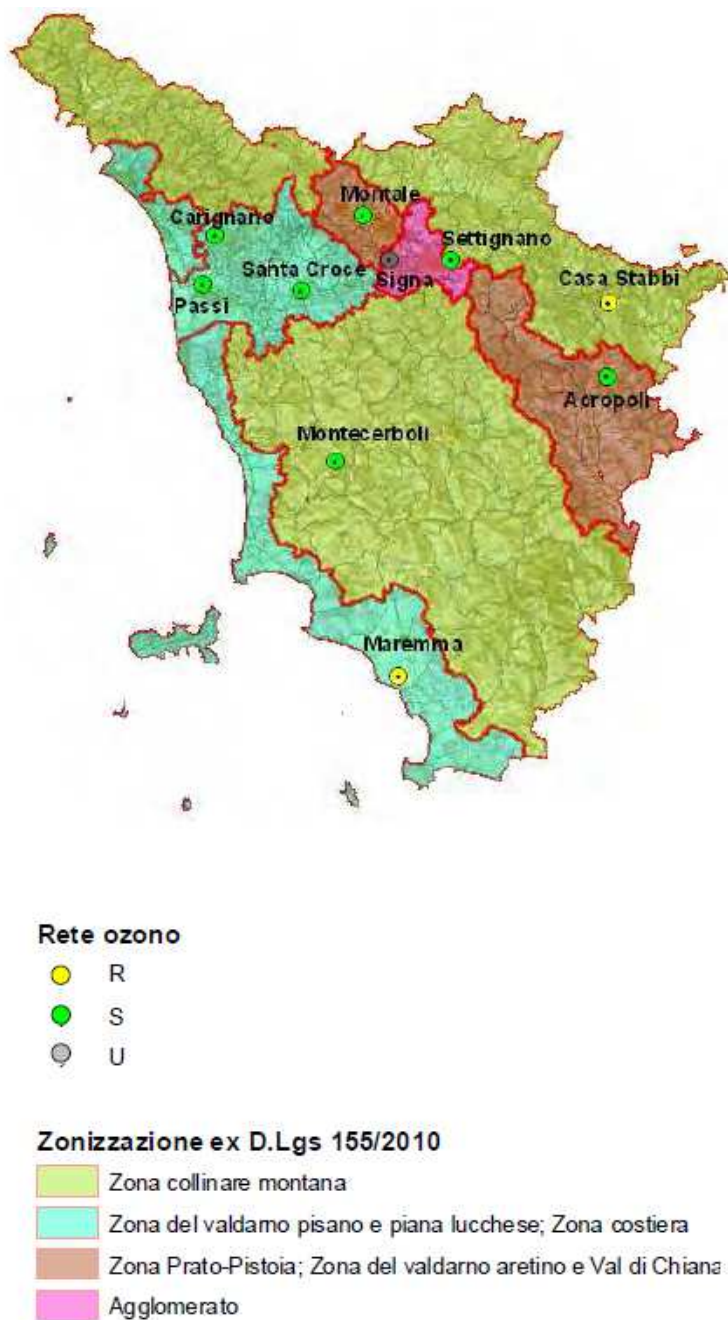 Montale
Carignano
Settignano
Santa Croce
Signa
Casa Stabbi
Passi
Acropoli
Montecerboli
Maremma
Rete ozono
R
S
U
Zonizzazione ex D.Lgs 155/2010
Zona collinare montana
Zona del valdarno pisano e piana lucchese; Zona costiera
Zona Prato-Pistoia; Zona del valdarno aretino e Val di Chiana
Agglomerato